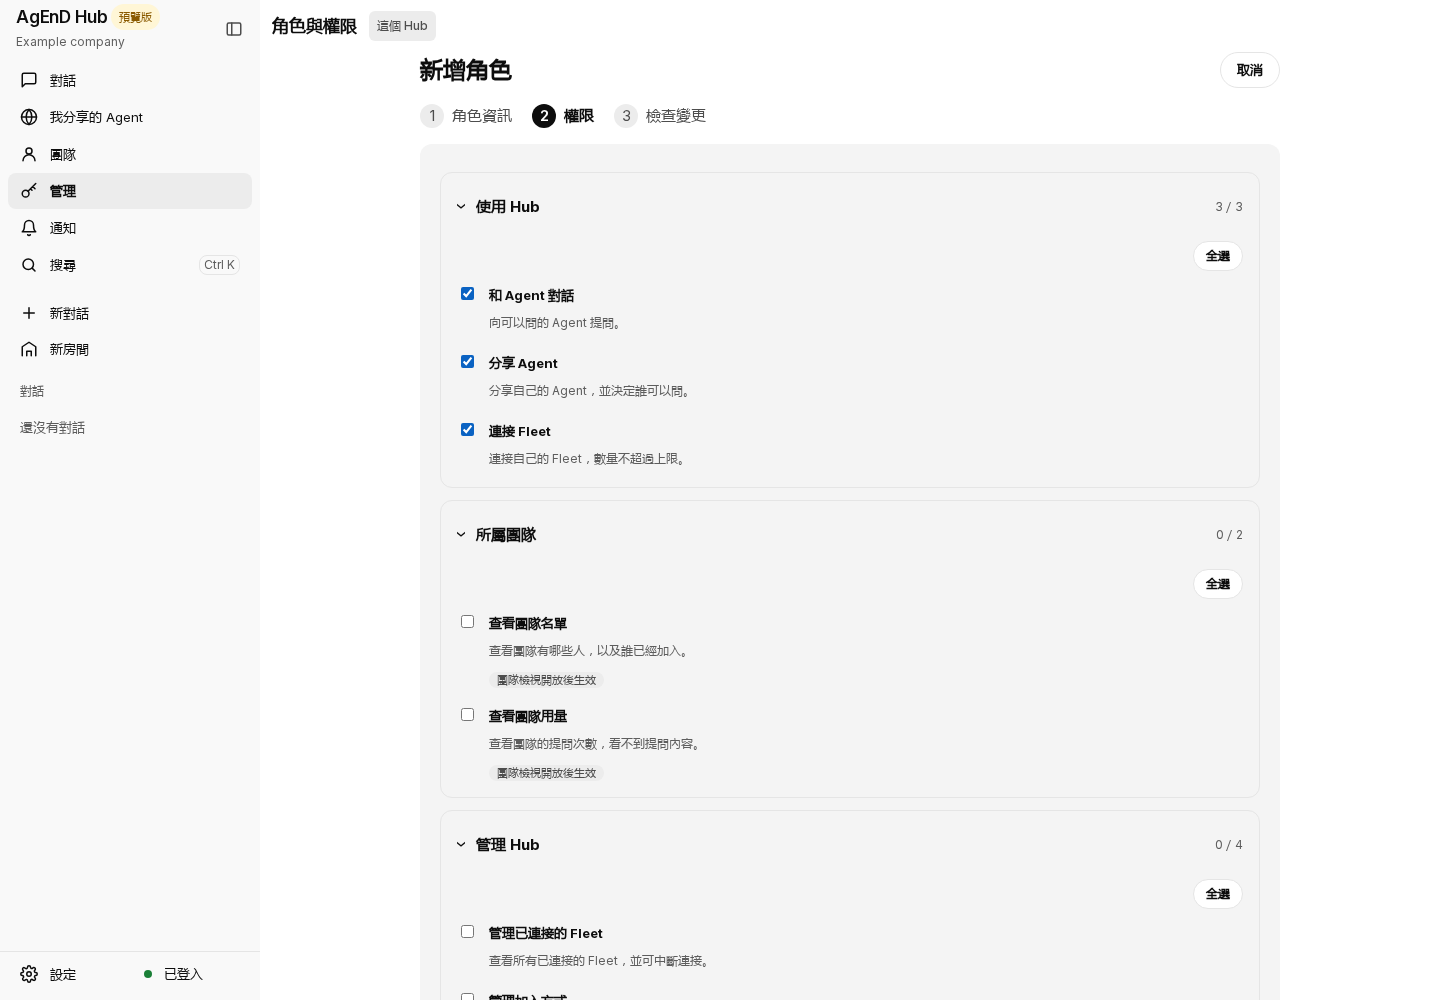 AgEnD Hub 預覽版
Example company
對話
我分享的 Agent
團隊
管理
通知
搜尋 Ctrl K
新對話
新房間
對話
還沒有對話
設定 已登入
角色與權限 這個 Hub
新增角色 取消
1 角色資訊 2 權限 3 檢查變更
使用 Hub 3 / 3
全選
和 Agent 對話
向可以問的 Agent 提問。
分享 Agent
分享自己的 Agent，並決定誰可以問。
連接 Fleet
連接自己的 Fleet，數量不超過上限。
所屬團隊 0 / 2
全選
查看團隊名單
查看團隊有哪些人，以及誰已經加入。
團隊檢視開放後生效
查看團隊用量
查看團隊的提問次數，看不到提問內容。
團隊檢視開放後生效
管理 Hub 0 / 4
全選
管理已連接的 Fleet
查看所有已連接的 Fleet，並可中斷連接。
管理加入方式